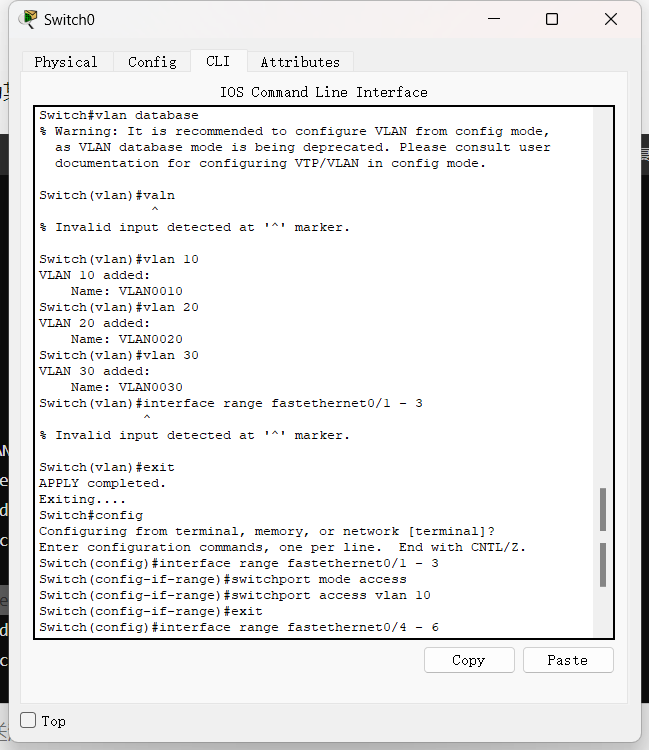 Switch0
Physical Config CLI Attributes
IOS Command Line Interface
Switch#vlan database
% Warning: It is recommended to configure VLAN from config mode,
  as VLAN database mode is being deprecated. Please consult user
  documentation for configuring VTP/VLAN in config mode.
Switch(vlan)#valn
              ^
% Invalid input detected at '^' marker.
Switch(vlan)#vlan 10
VLAN 10 added:
    Name: VLAN0010
Switch(vlan)#vlan 20
VLAN 20 added:
    Name: VLAN0020
Switch(vlan)#vlan 30
VLAN 30 added:
    Name: VLAN0030
Switch(vlan)#interface range fastethernet0/1 - 3
             ^
% Invalid input detected at '^' marker.
Switch(vlan)#exit
APPLY completed.
Exiting....
Switch#config
Configuring from terminal, memory, or network [terminal]?
Enter configuration commands, one per line.  End with CNTL/Z.
Switch(config)#interface range fastethernet0/1 - 3
Switch(config-if-range)#switchport mode access
Switch(config-if-range)#switchport access vlan 10
Switch(config-if-range)#exit
Switch(config)#interface range fastethernet0/4 - 6
Copy Paste
Top